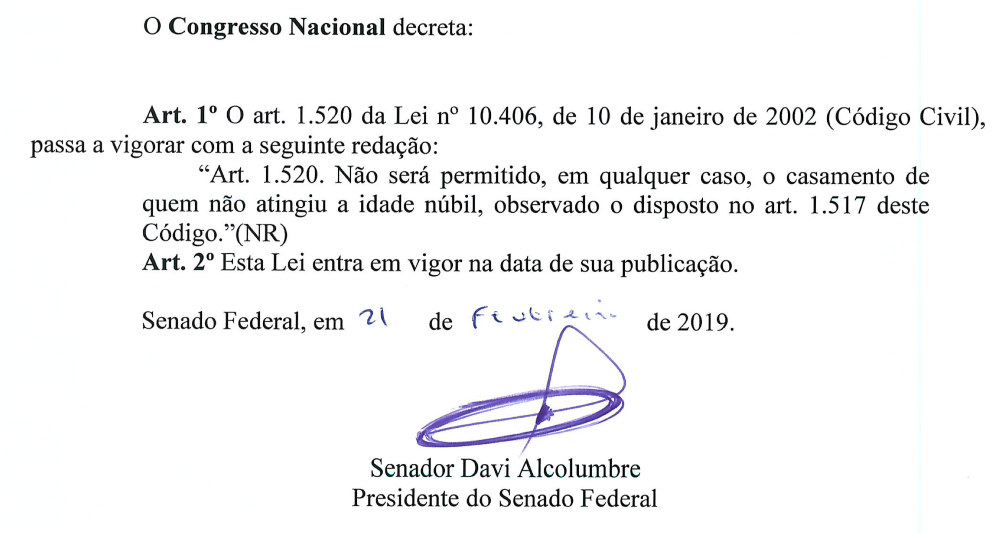 O Congresso Nacional decreta:
Art. 1º O art. 1.520 da Lei nº 10.406, de 10 de janeiro de 2002 (Código Civil),
passa a vigorar com a seguinte redação:
“Art. 1.520. Não será permitido, em qualquer caso, o casamento de
quem não atingiu a idade núbil, observado o disposto no art. 1.517 deste
Código.”(NR)
Art. 2º Esta Lei entra em vigor na data de sua publicação.
Senado Federal, em 21 de Fevereiro de 2019.
Senador Davi Alcolumbre
Presidente do Senado Federal